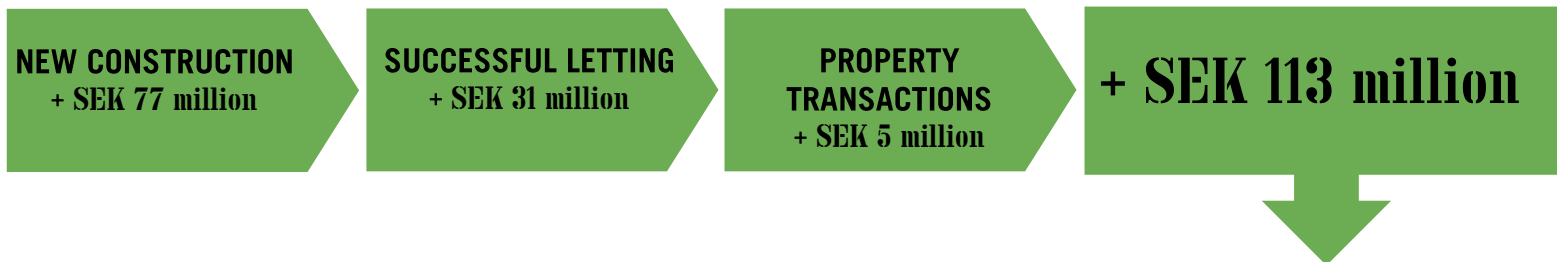 NEW CONSTRUCTION
+ SEK 77 million
SUCCESSFUL LETTING
+ SEK 31 million
PROPERTY
TRANSACTIONS
+ SEK 5 million
+ SEK 113 million